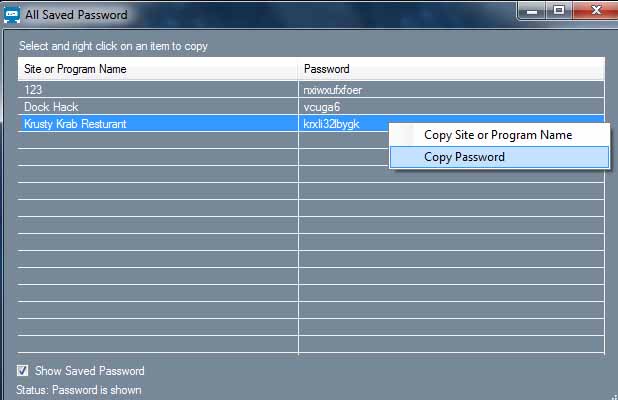 All Saved Password
Select and right click on an item to copy
Site or Program Name Password
123 nxiwxufxfoer
Dock Hack vcuga6
Krusty Krab Resturant krxli32lbygk
Copy Site or Program Name
Copy Password
Show Saved Password
Status: Password is shown